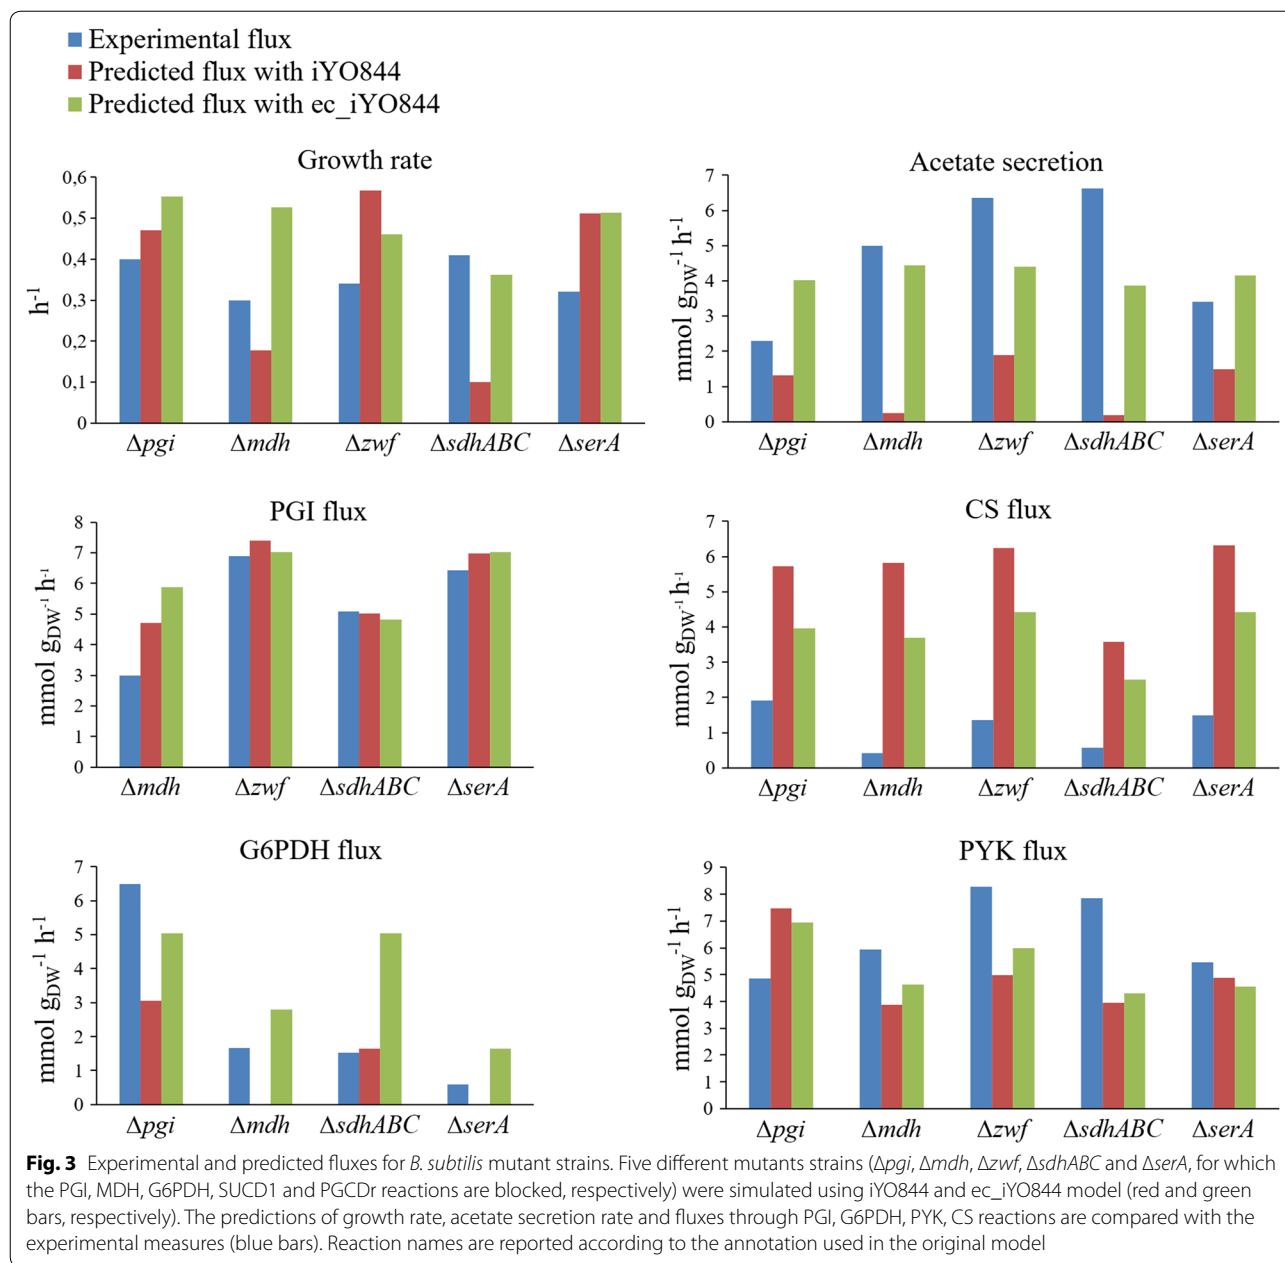 Experimental flux
Predicted flux with iYO844
Predicted flux with ec_iYO844
Growth rate
0,6
0,5
0,4
0,3
0,2
0,1
0
h-1
Δpgi Δmdh Δzwf ΔsdhABC ΔserA
Acetate secretion
7
6
5
4
3
2
1
0
mmol gDW-1 h-1
Δpgi Δmdh Δzwf ΔsdhABC ΔserA
PGI flux
8
7
6
5
4
3
2
1
0
mmol gDW-1 h-1
Δmdh Δzwf ΔsdhABC ΔserA
CS flux
7
6
5
4
3
2
1
0
mmol gDW-1 h-1
Δpgi Δmdh Δzwf ΔsdhABC ΔserA
G6PDH flux
7
6
5
4
3
2
1
0
mmol gDW-1 h-1
Δpgi Δmdh ΔsdhABC ΔserA
PYK flux
9
8
7
6
5
4
3
2
1
0
mmol gDW-1 h-1
Δpgi Δmdh Δzwf ΔsdhABC ΔserA
Fig. 3 Experimental and predicted fluxes for B. subtilis mutant strains. Five different mutants strains (Δpgi, Δmdh, Δzwf, ΔsdhABC and ΔserA, for which
the PGI, MDH, G6PDH, SUCD1 and PGCDr reactions are blocked, respectively) were simulated using iYO844 and ec_iYO844 model (red and green
bars, respectively). The predictions of growth rate, acetate secretion rate and fluxes through PGI, G6PDH, PYK, CS reactions are compared with the
experimental measures (blue bars). Reaction names are reported according to the annotation used in the original model